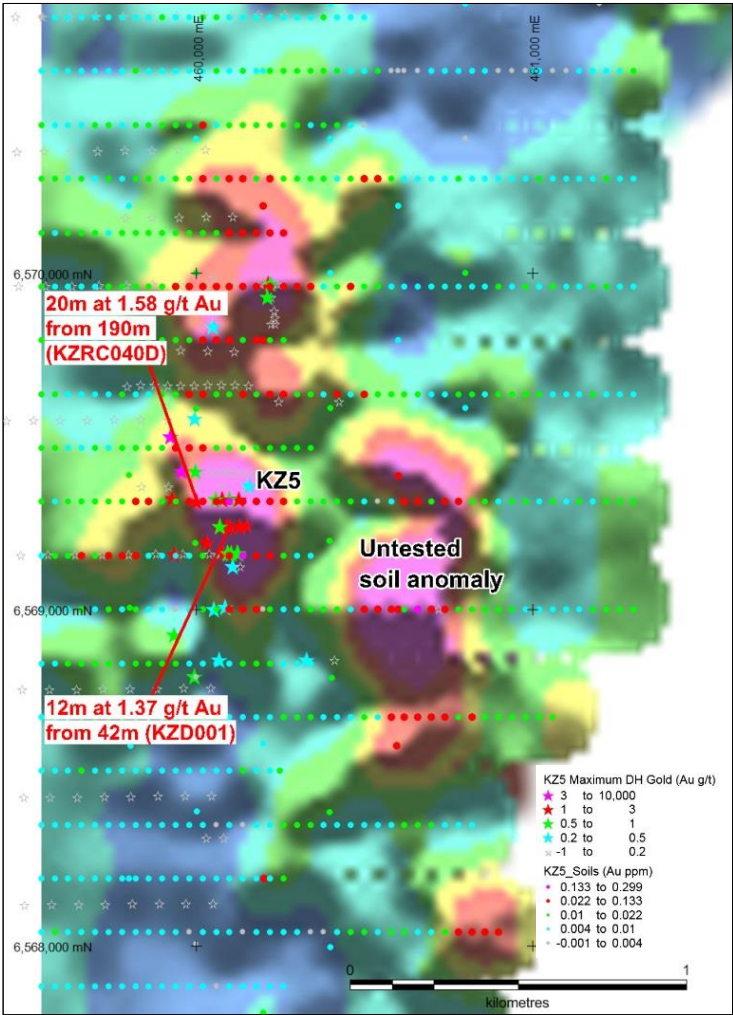 460,000 mE
461,000 mE
6,570,000 mN
20m at 1.58 g/t Au
from 190m
(KZRC040D)
KZ5
Untested
soil anomaly
6,569,000 mN
12m at 1.37 g/t Au
from 42m (KZD001)
KZ5 Maximum DH Gold (Au g/t)
3 to 10,000
1 to 3
0.5 to 1
0.2 to 0.5
-1 to 0.2
KZ5_Soils (Au ppm)
0.133 to 0.299
0.022 to 0.133
0.01 to 0.022
0.004 to 0.01
-0.001 to 0.004
6,568,000 mN
0 1
kilometres